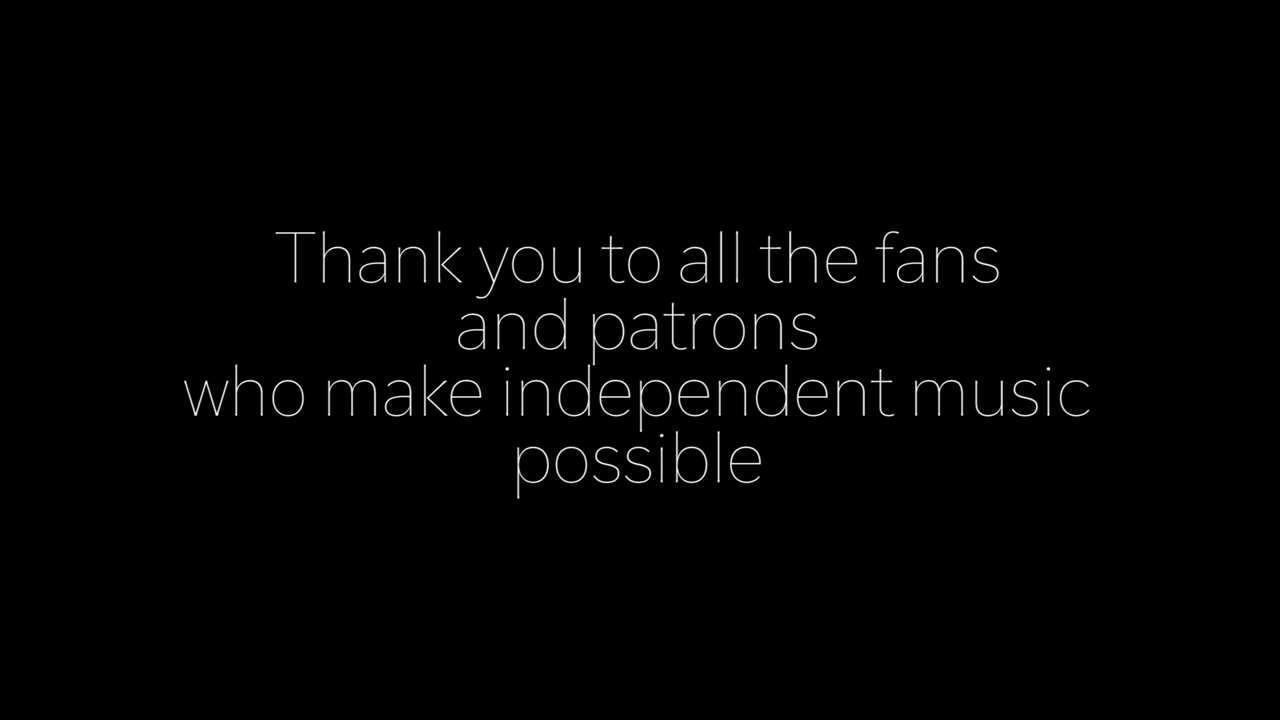 Thank you to all the fans
and patrons
who make independent music
possible